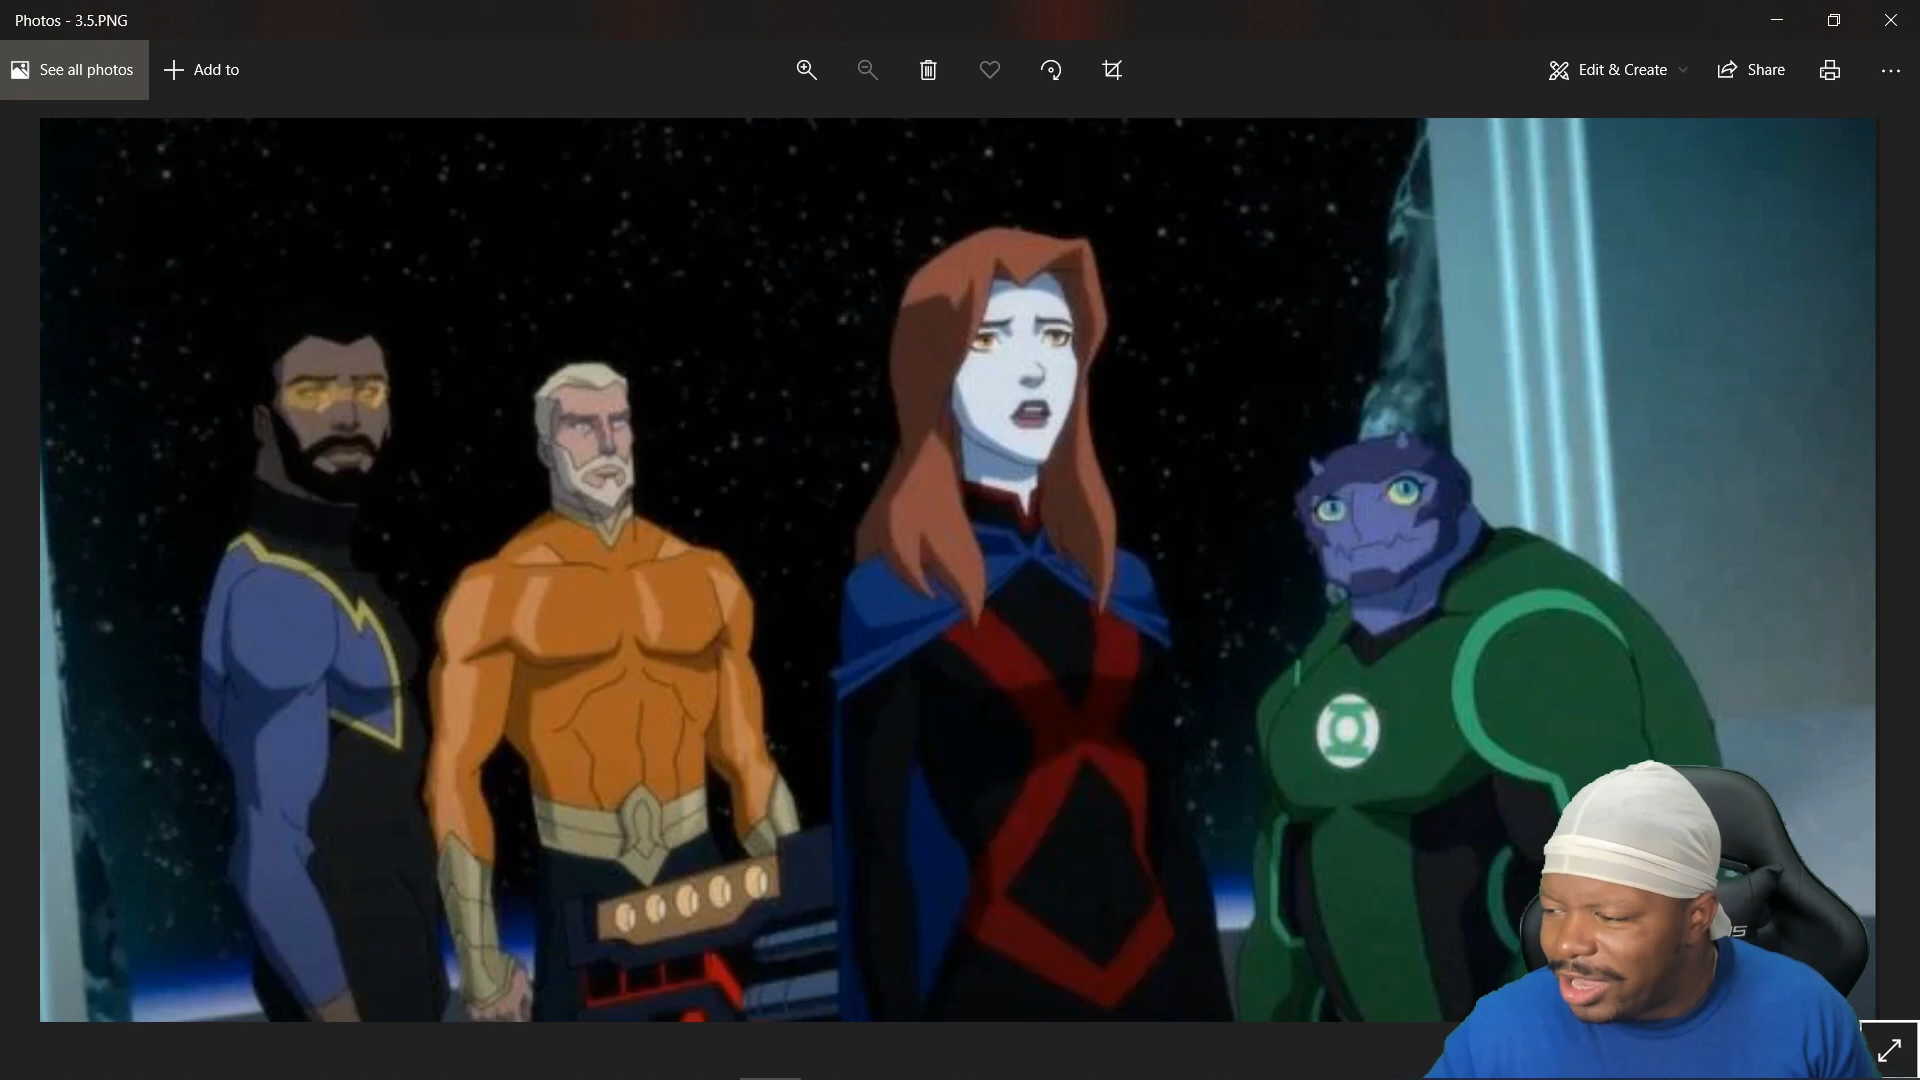 Photos - 3.5.PNG
See all photos
Add to
Edit & Create
Share